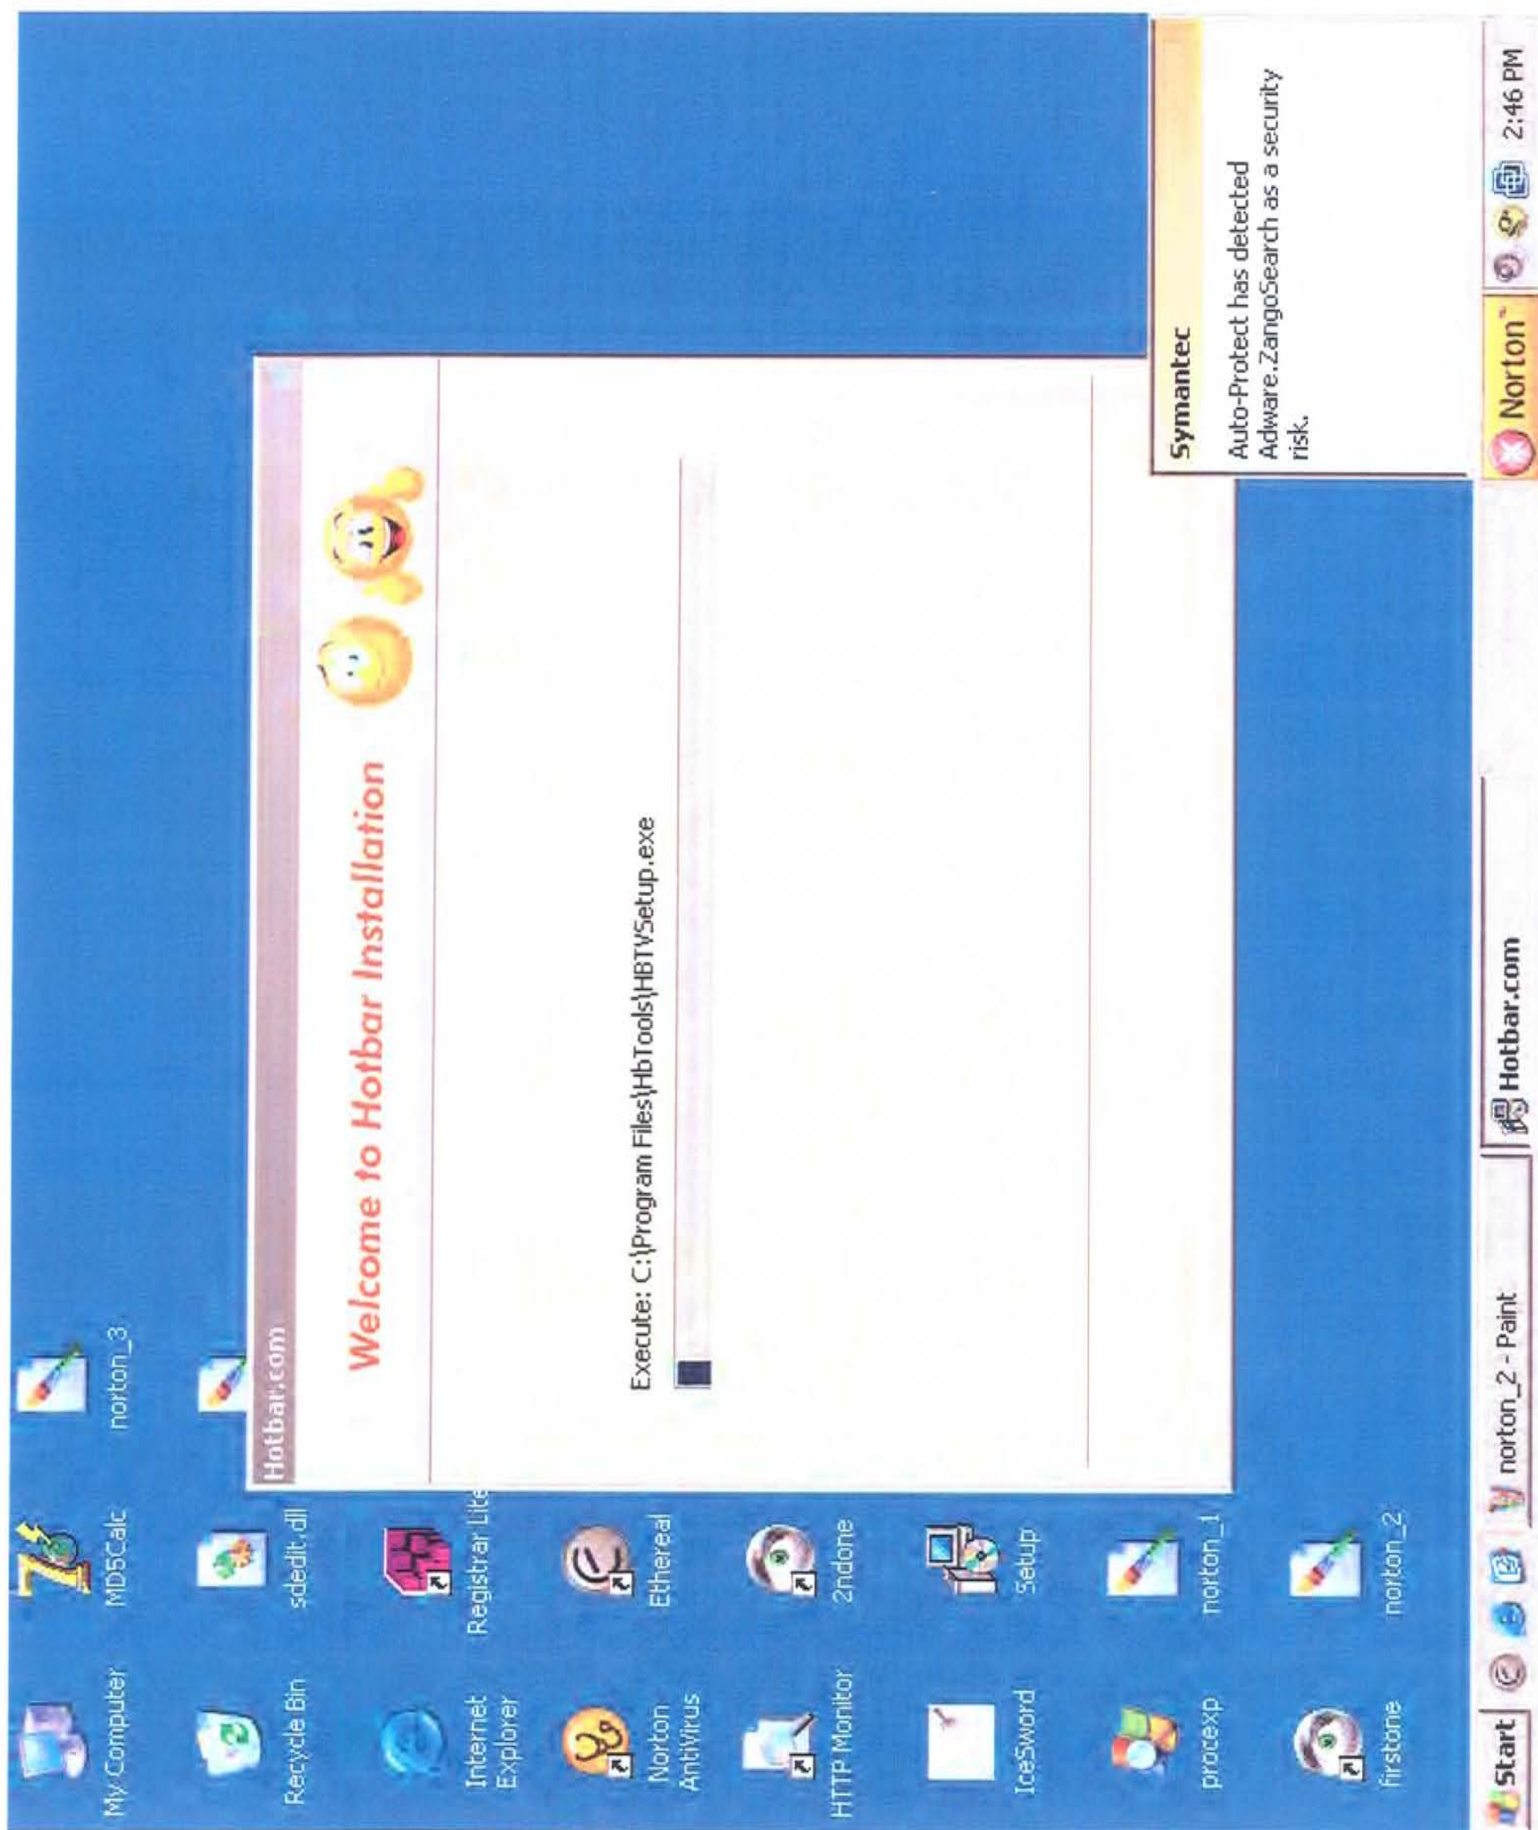 My Computer
MD5Calc
norton_3
Recycle Bin
sdedit.dll
Internet
Explorer
Registrar Lite
Norton
AntiVirus
Ethereal
HTTP Monitor
2ndone
IceSword
Setup
procexp
norton_1
firstone
norton_2
Hotbar.com
Welcome to Hotbar Installation
Execute: C:\Program Files\HbTools\HBTVSetup.exe
Symantec
Auto-Protect has detected
Adware.ZangoSearch as a security
risk.
Start
norton_2 - Paint
Hotbar.com
Norton™
2:46 PM